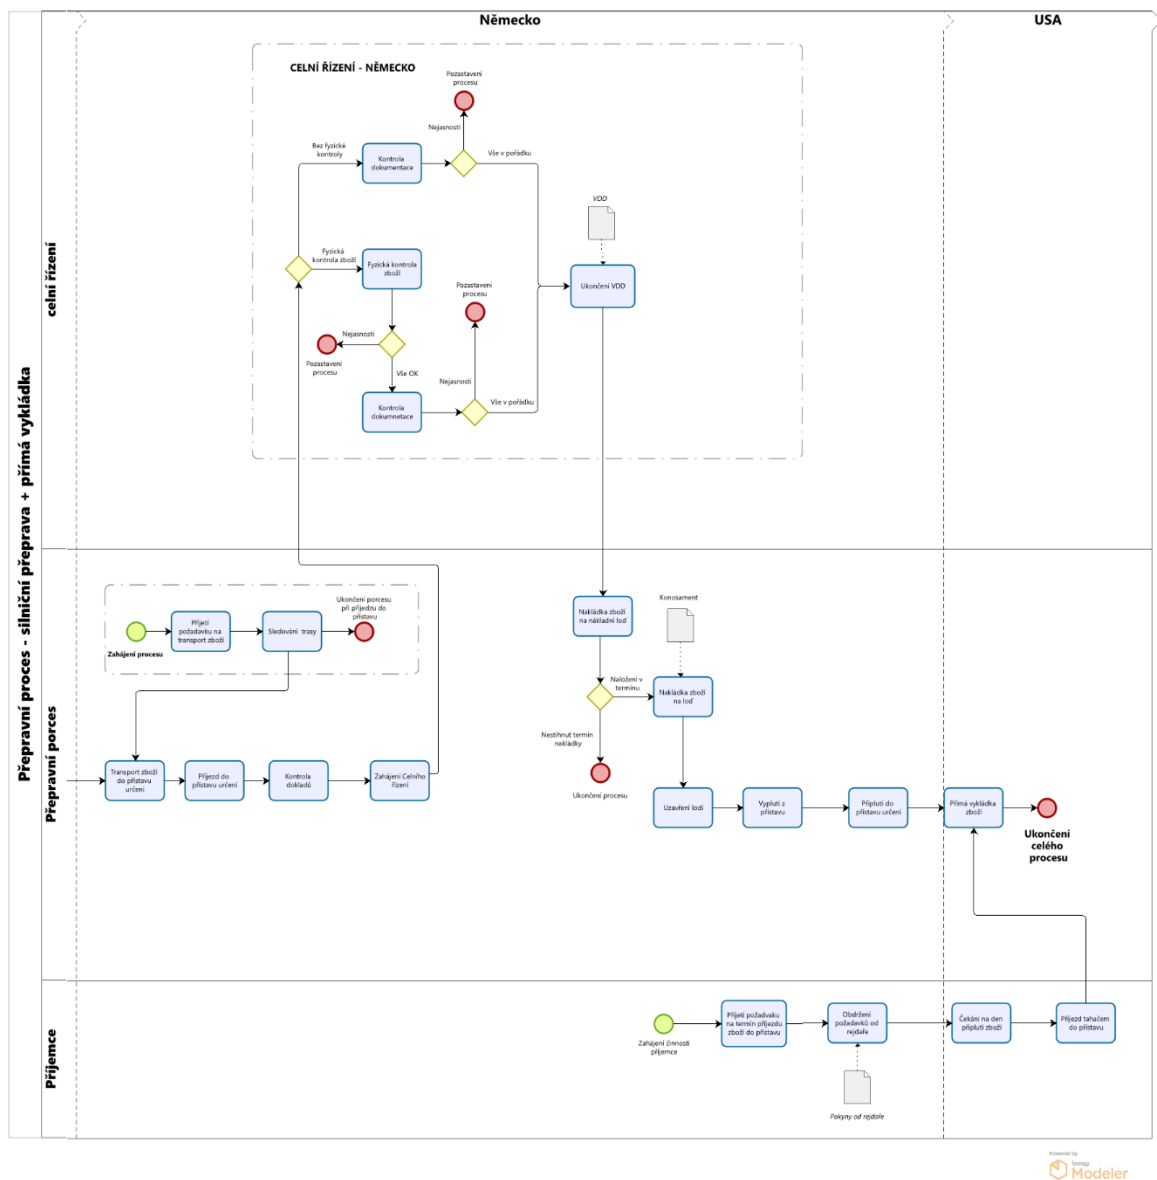 Německo
USA
Přepravní proces - silniční přeprava + přímá vykládka
celní řízení
CELNÍ ŘÍZENÍ - NĚMECKO
Pozastavení
procesu
Nejasnosti
Bez fyzické
kontroly
Kontrola
dokumentace
Vše v pořádku
VDD
Fyzická
kontrola zboží
Fyzická kontrola
zboží
Ukončení VDD
Pozastavení
procesu
Nejasnosti
Pozastavení
procesu
Vše OK
Nejasnosti
Kontrola
dokumnetace
Vše v pořádku
Přepravní porces
Zahájení procesu
Přijetí
požadavku na
transport zboží
Sledování trasy
Ukončení porcesu
při příjedzu do
přístavu
Transport zboží
do přístavu
určení
Příjezd do
přístavu určení
Kontrola
dokladů
Zahájení Celního
řízení
Nakládka zboží
na nákladní loď
Konosament
Naložení v
termínu
Nakládka zboží
na loď
Nestihnut termín
nakládky
Ukončení procesu
Uzavření lodi
Vyplutí z
přístavu
Připlutí do
přístavu určení
Přímá vykládka
zboží
Ukončení
celého
procesu
Příjemce
Zahájení činnosti
příjemce
Přijetí požadvaku
na termín příjezdu
zboží do přístavu
Obdržení
požadavků od
rejdaře
Pokyny od rejdaře
Čekání na den
připlutí zboží
Příjezd tahačem
do přístavu
Powered by
bizagi
Modeler